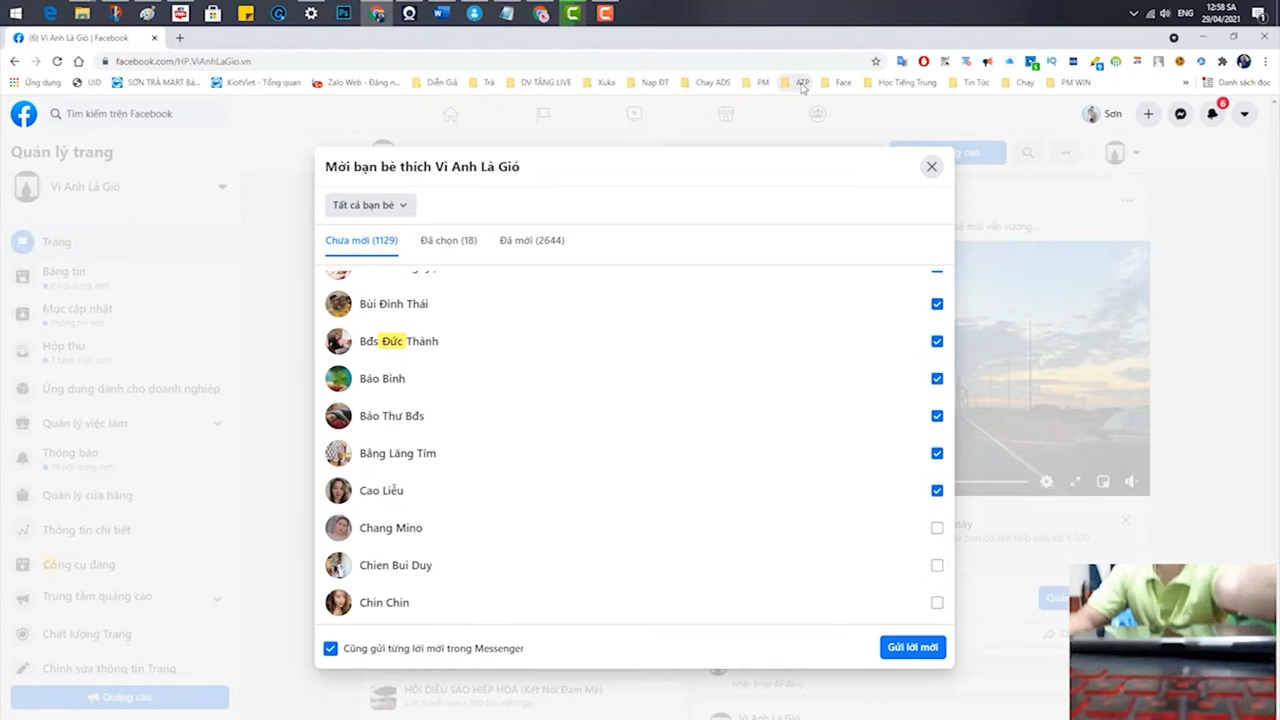 ENG
12:58 SA
29/04/2021
(6) Vì Anh Là Gió | Facebook
facebook.com/HP.ViAnhLaGio.vn
Ứng dụng
UID
SƠN TRÀ MART Bá...
KiotViet - Tổng quan
Zalo Web - Đăng n...
Diễn Giả
Trà
DV TĂNG LIVE
Xuka
Nạp ĐT
Chay ADS
PM
ATP
Face
Học Tiếng Trung
Tin Tức
Chay
PM WIN
Danh sách đọc
Tìm kiếm trên Facebook
Sơn
6
Quản lý trang
Vì Anh Là Gió
Trang
Bảng tin
Mục cập nhật
Hộp thư
Ứng dụng dành cho doanh nghiệp
Quản lý việc làm
Thông báo
Quản lý cửa hàng
Thông tin chi tiết
Công cụ đăng
Trung tâm quảng cáo
Chất lượng Trang
Chỉnh sửa thông tin Trang
Quảng cáo
Mời bạn bè thích Vì Anh Là Gió
Tất cả bạn bè
Chưa mời (1129)
Đã chọn (18)
Đã mời (2644)
Bùi Đình Thái
Bđs Đức Thành
Bảo Bình
Bảo Thư Bđs
Bằng Lăng Tím
Cao Liễu
Chang Mino
Chien Bui Duy
Chin Chin
Cũng gửi từng lời mời trong Messenger
Gửi lời mời
HỘI DIỀU SÁO HIỆP HOÀ (Kết Nối Đam Mê)
Vì Anh Là Gió